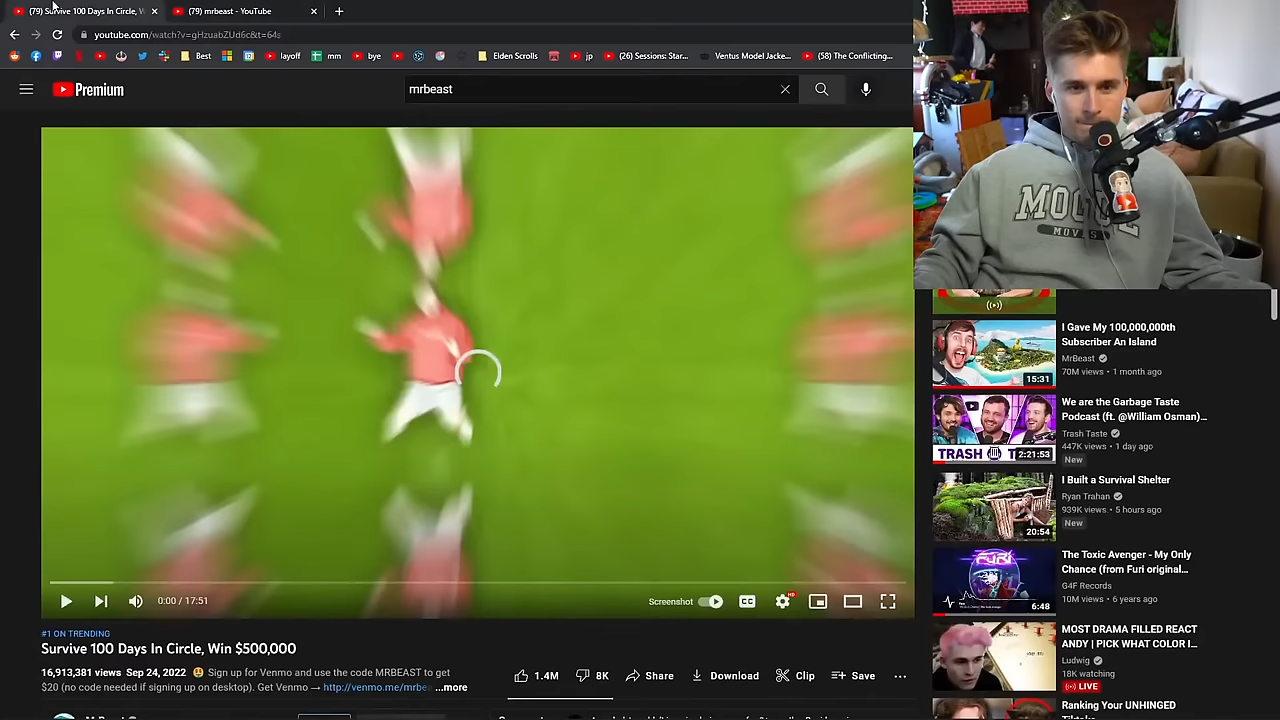 (79) Survive 100 Days In Circle, W
(79) mrbeast - YouTube
youtube.com/watch?v=gHzuabZUd6c&t=64s
Best
layoff
mm
bye
Elden Scrolls
jp
(26) Sessions: Star...
Ventus Model Jacke...
(58) The Conflicting...
Premium
mrbeast
MOVES
I Gave My 100,000,000th
Subscriber An Island
MrBeast
70M views • 1 month ago
15:31
We are the Garbage Taste
Podcast (ft. @William Osman)...
Trash Taste
447K views • 1 day ago
New
TRASH T
2:21:53
I Built a Survival Shelter
Ryan Trahan
939K views • 5 hours ago
New
20:54
The Toxic Avenger - My Only
Chance (from Furi original...
G4F Records
10M views • 6 years ago
FURI
6:48
MOST DRAMA FILLED REACT
ANDY | PICK WHAT COLOR I...
Ludwig
18K watching
LIVE
Ranking Your UNHINGED
0:00 / 17:51
Screenshot
CC
HD
#1 ON TRENDING
Survive 100 Days In Circle, Win $500,000
16,913,381 views Sep 24, 2022 🤑 Sign up for Venmo and use the code MRBEAST to get
$20 (no code needed if signing up on desktop). Get Venmo → http://venmo.me/mrbe ...more
1.4M
8K
Share
Download
Clip
Save